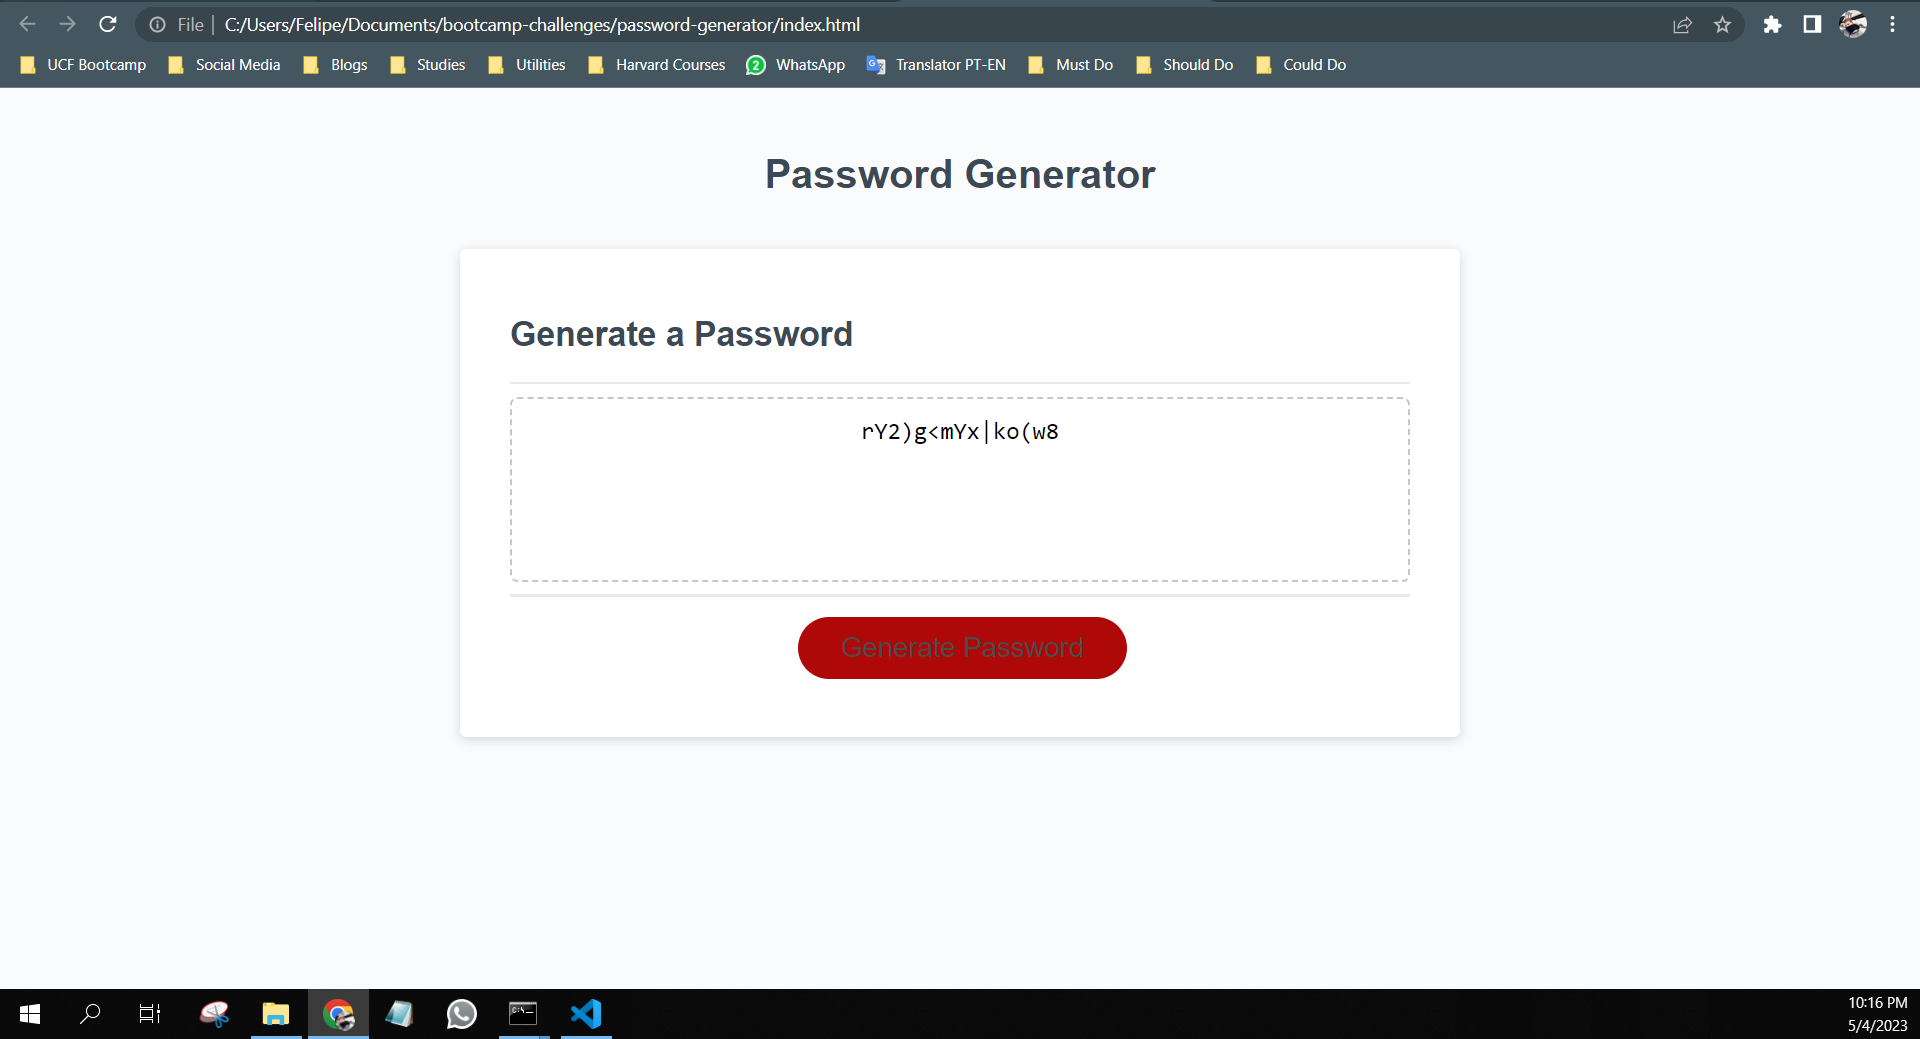 File | C:/Users/Felipe/Documents/bootcamp-challenges/password-generator/index.html
UCF Bootcamp Social Media Blogs Studies Utilities Harvard Courses 2 WhatsApp G Translator PT-EN Must Do Should Do Could Do
Password Generator
Generate a Password
rY2)g<mYx|ko(w8
Generate Password
C:\_
10:16 PM
5/4/2023